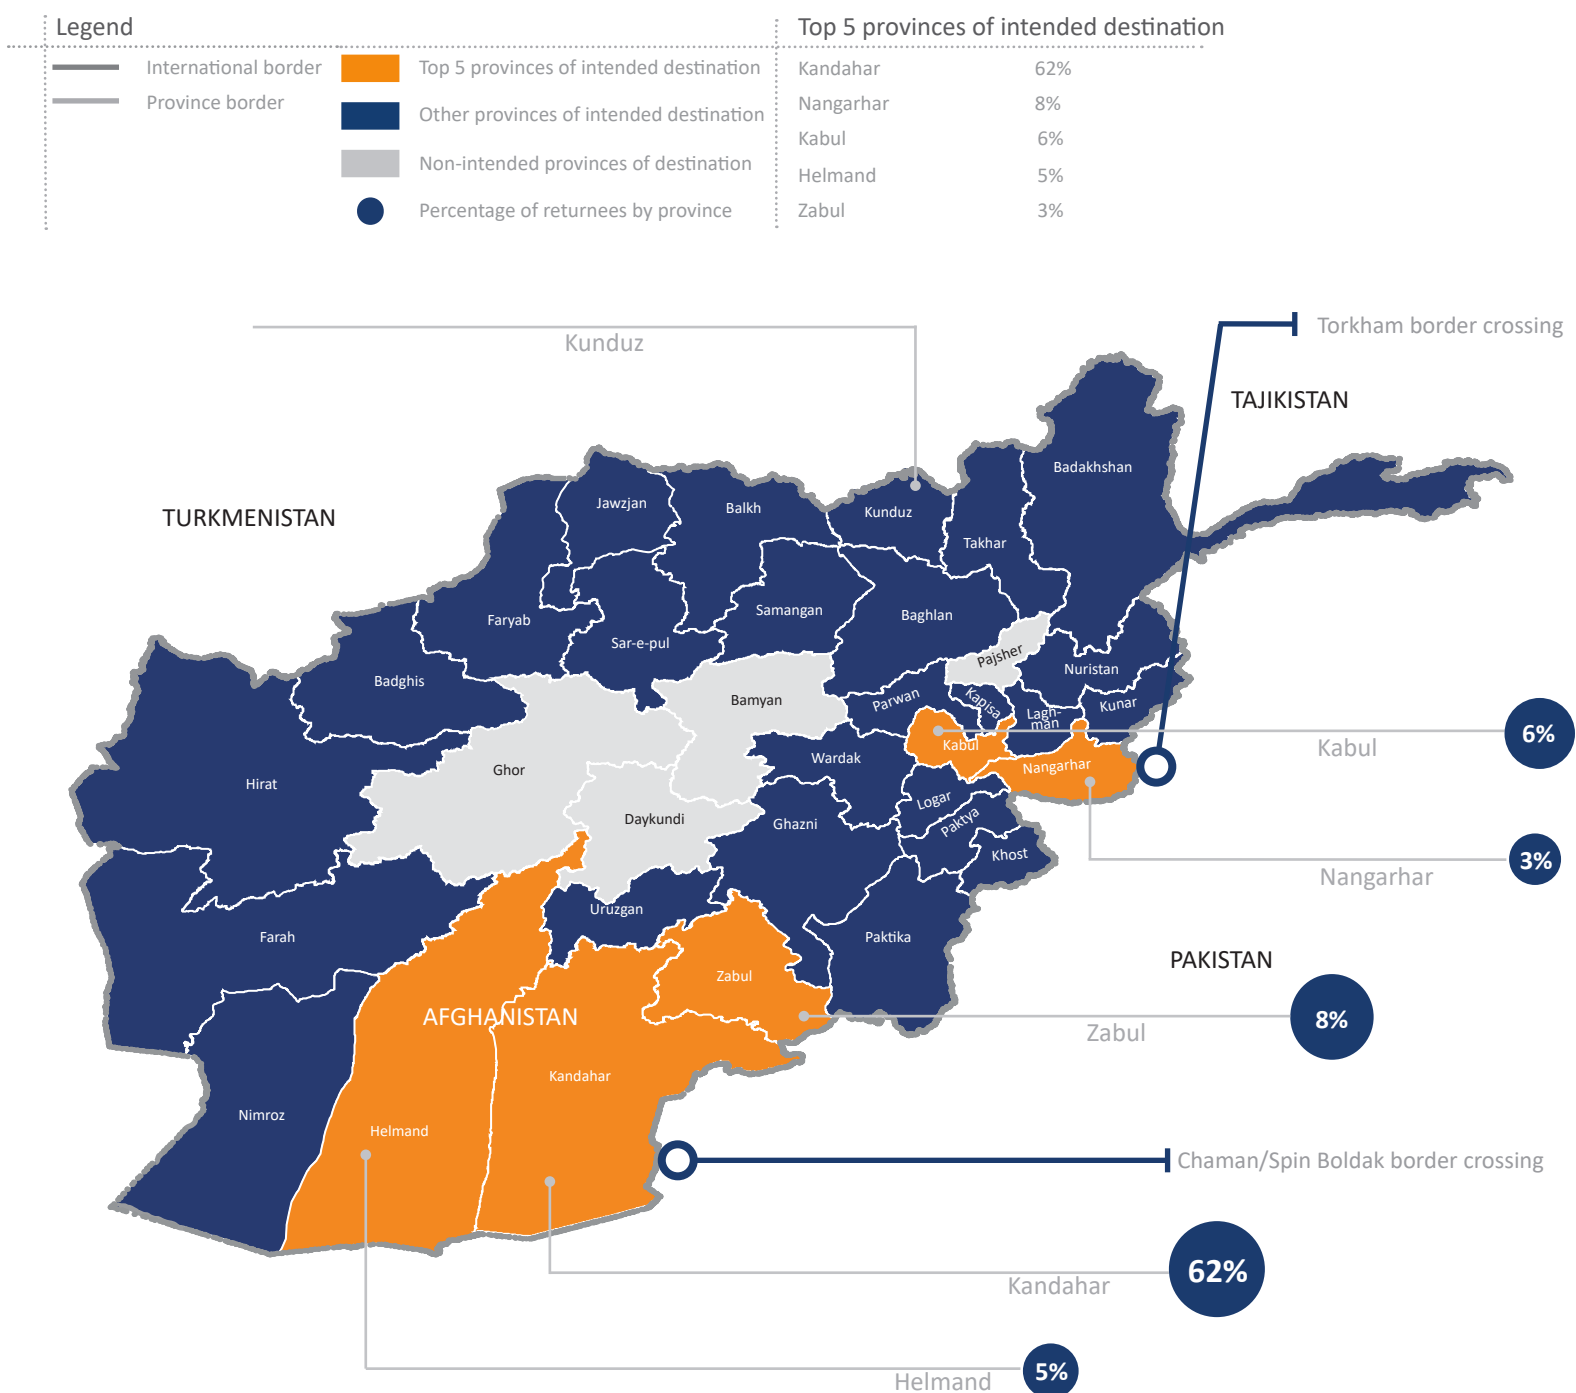 Legend
International border
Province border
Top 5 provinces of intended destination
Other provinces of intended destination
Non-intended provinces of destination
Percentage of returnees by province
Top 5 provinces of intended destination
Kandahar 62%
Nangarhar 8%
Kabul 6%
Helmand 5%
Zabul 3%
Kunduz
Torkham border crossing
TAJIKISTAN
TURKMENISTAN
Badakhshan
Jawzjan
Balkh
Kunduz
Takhar
Faryab
Sar-e-pul
Samangan
Baghlan
Pajsher
Nuristan
Badghis
Bamyan
Parwan
Kapisa
Lagh-
man
Kunar
Kabul
6%
Kabul
Hirat
Ghor
Wardak
Nangarhar
Logar
Daykundi
Ghazni
Paktya
Khost
3%
Nangarhar
Uruzgan
Farah
Paktika
PAKISTAN
Zabul
AFGHANISTAN
8%
Zabul
Kandahar
Nimroz
Helmand
Chaman/Spin Boldak border crossing
62%
Kandahar
5%
Helmand